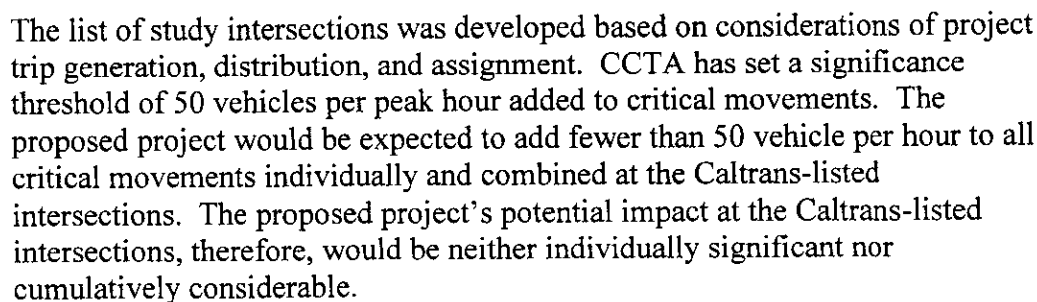 The list of study intersections was developed based on considerations of project
trip generation, distribution, and assignment.  CCTA has set a significance
threshold of 50 vehicles per peak hour added to critical movements.  The
proposed project would be expected to add fewer than 50 vehicle per hour to all
critical movements individually and combined at the Caltrans-listed
intersections.  The proposed project's potential impact at the Caltrans-listed
intersections, therefore, would be neither individually significant nor
cumulatively considerable.